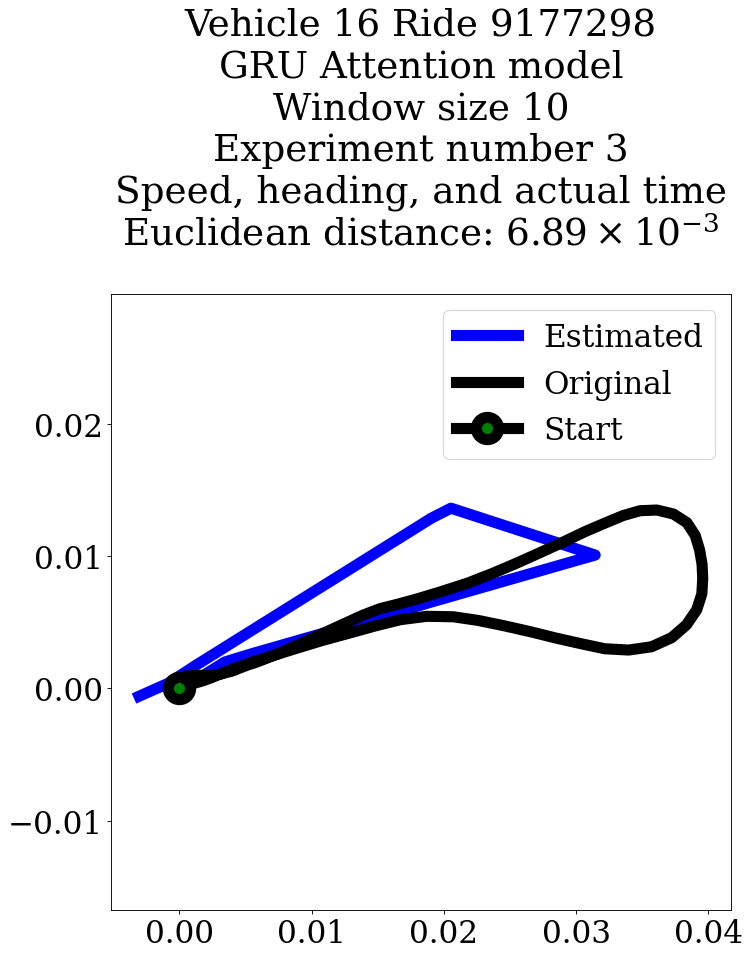 Vehicle 16 Ride 9177298
GRU Attention model
Window size 10
Experiment number 3
Speed, heading, and actual time
Euclidean distance: 6.89 × 10⁻³
Estimated
Original
Start
0.02
0.01
0.00
−0.01
0.00 0.01 0.02 0.03 0.04